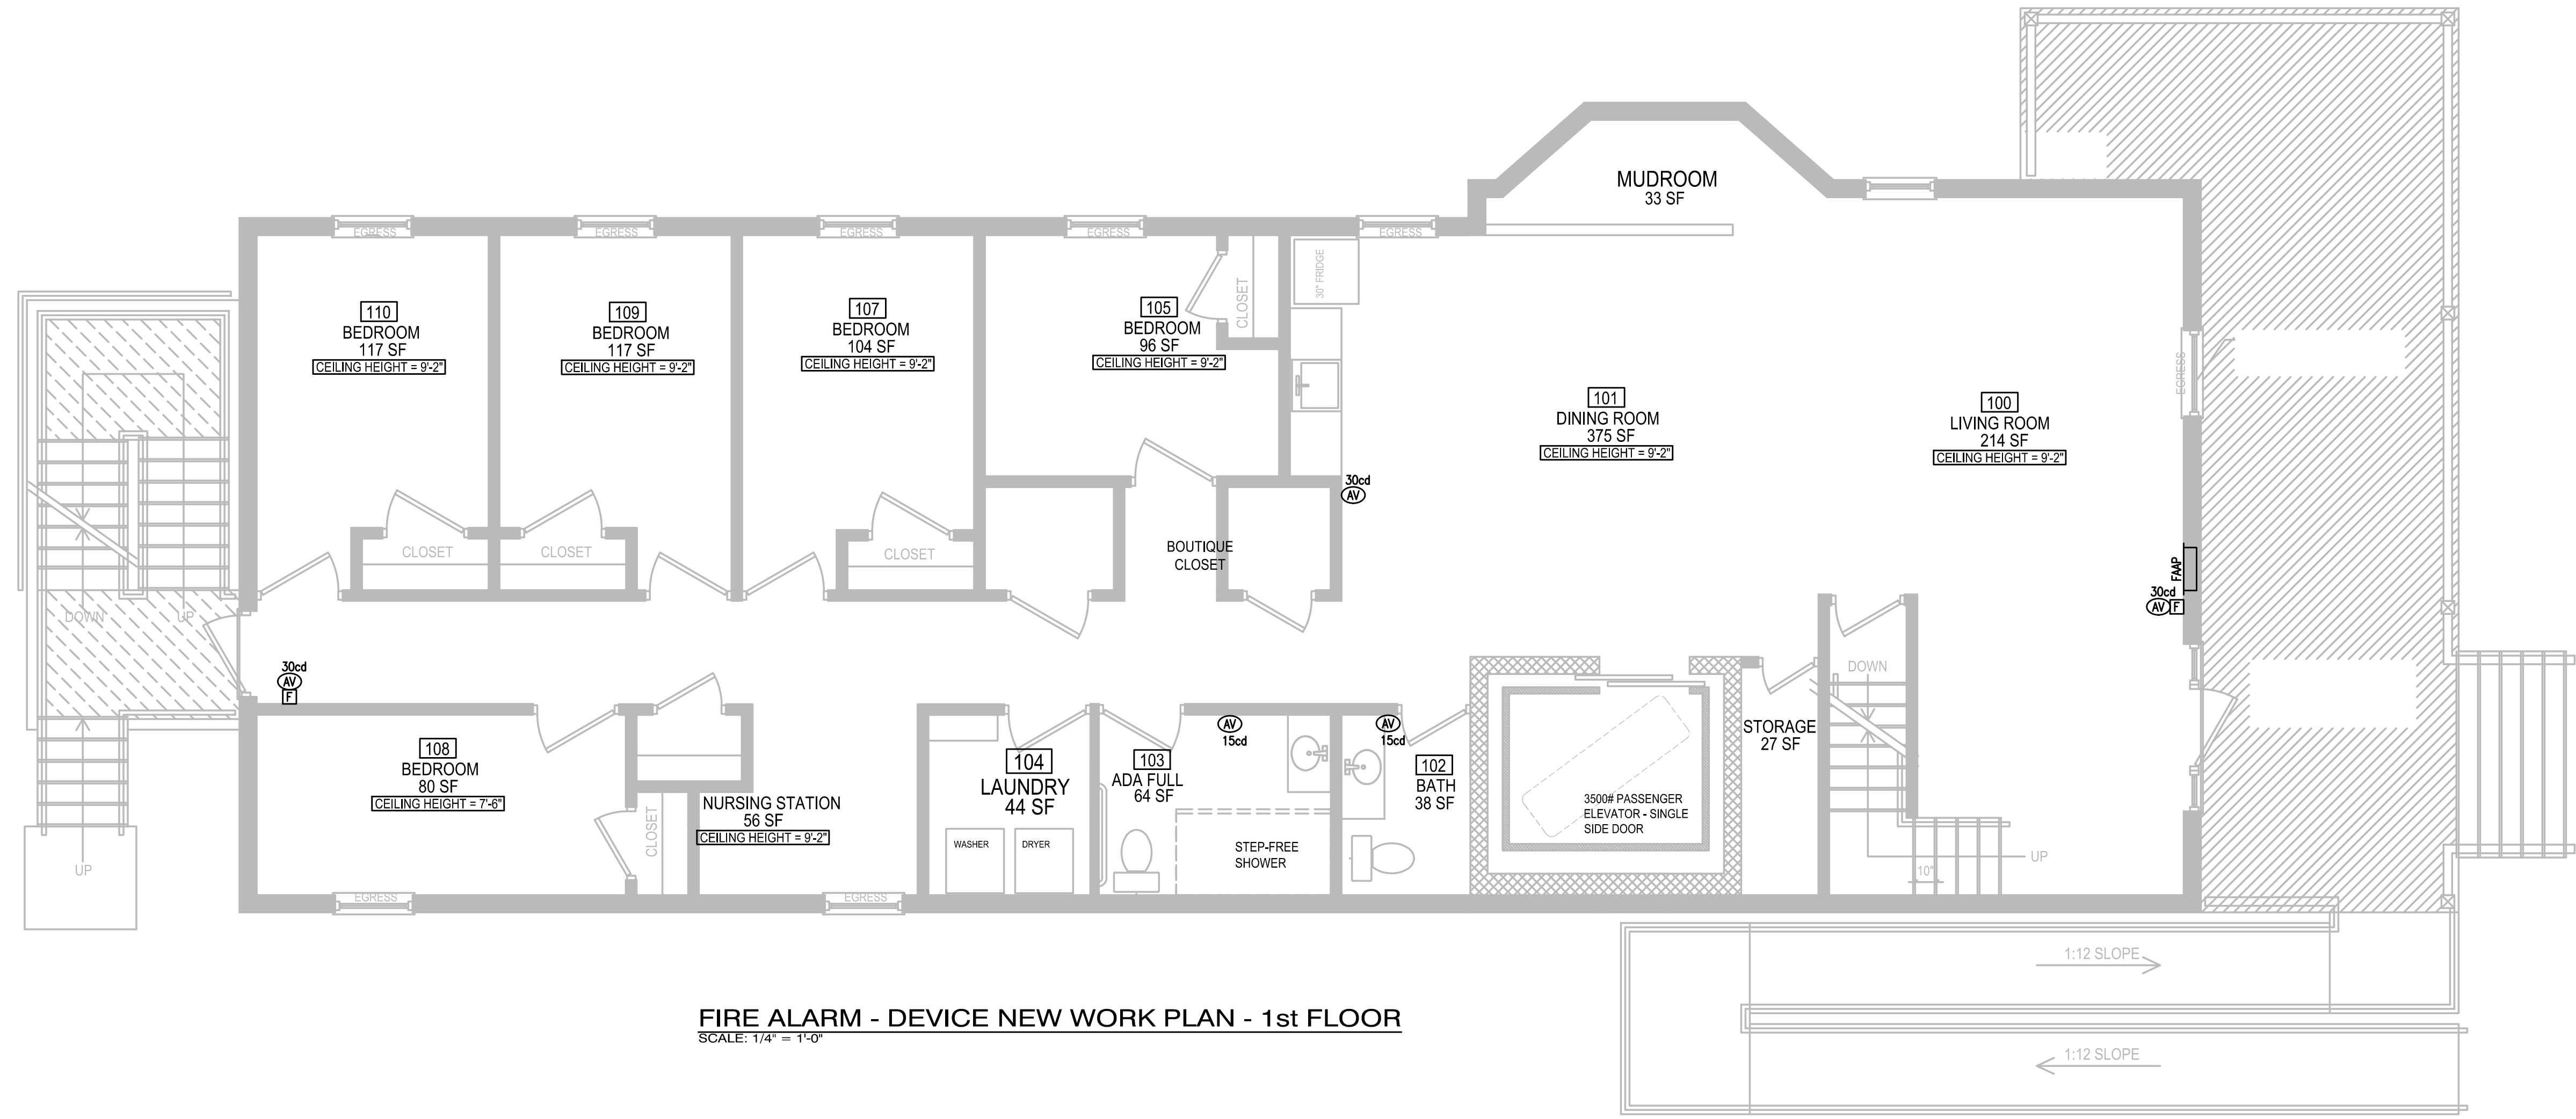 MUDROOM
33 SF
EGRESS
EGRESS
EGRESS
EGRESS
EGRESS
110
BEDROOM
117 SF
CEILING HEIGHT = 9'-2"
109
BEDROOM
117 SF
CEILING HEIGHT = 9'-2"
107
BEDROOM
104 SF
CEILING HEIGHT = 9'-2"
105
BEDROOM
96 SF
CEILING HEIGHT = 9'-2"
CLOSET
30" FRIDGE
101
DINING ROOM
375 SF
CEILING HEIGHT = 9'-2"
100
LIVING ROOM
214 SF
CEILING HEIGHT = 9'-2"
EGRESS
30cd
AV
CLOSET
CLOSET
CLOSET
BOUTIQUE
CLOSET
FAAP
30cd
AV F
DOWN
UP
30cd
AV
F
DOWN
108
BEDROOM
80 SF
CEILING HEIGHT = 7'-6"
CLOSET
NURSING STATION
56 SF
CEILING HEIGHT = 9'-2"
104
LAUNDRY
44 SF
WASHER
DRYER
103
ADA FULL
64 SF
AV
15cd
STEP-FREE
SHOWER
AV
15cd
102
BATH
38 SF
3500# PASSENGER
ELEVATOR - SINGLE
SIDE DOOR
STORAGE
27 SF
UP
10"
UP
EGRESS
EGRESS
1:12 SLOPE
1:12 SLOPE
FIRE ALARM - DEVICE NEW WORK PLAN - 1st FLOOR
SCALE: 1/4" = 1'-0"